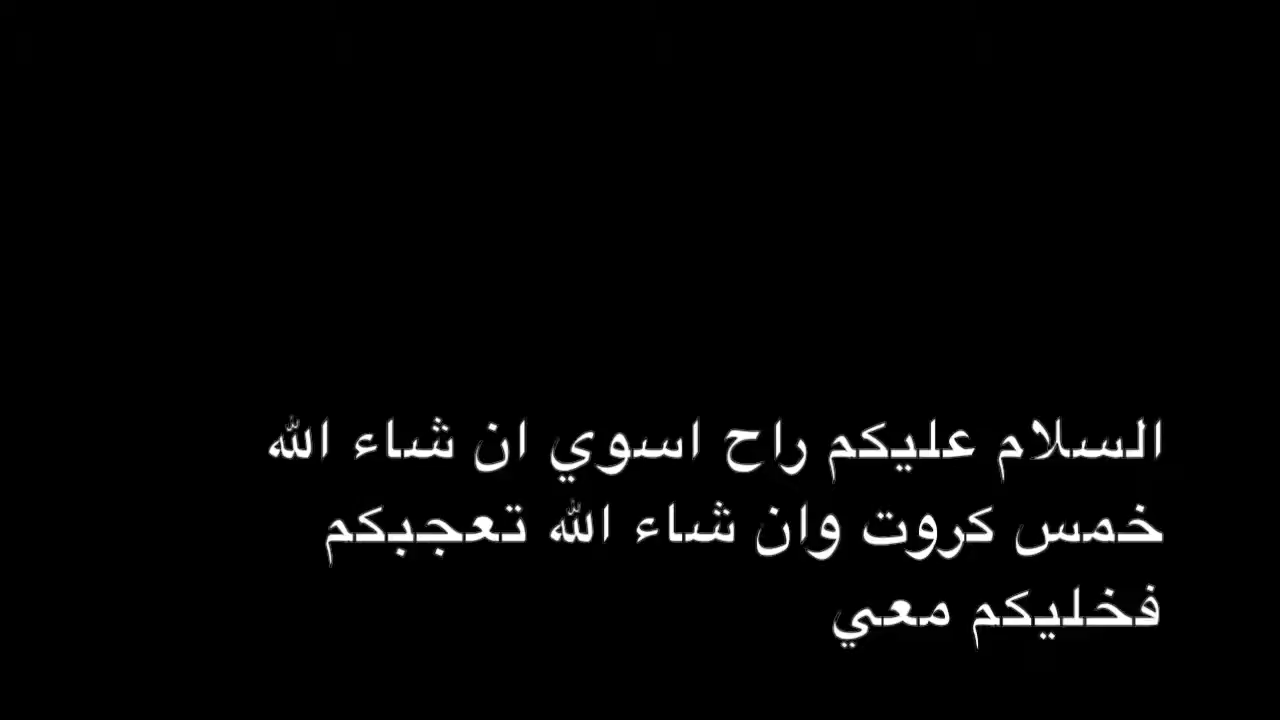 السلام عليكم راح اسوي ان شاء الله
خمس كروت وان شاء الله تعجبكم
فخليكم معي